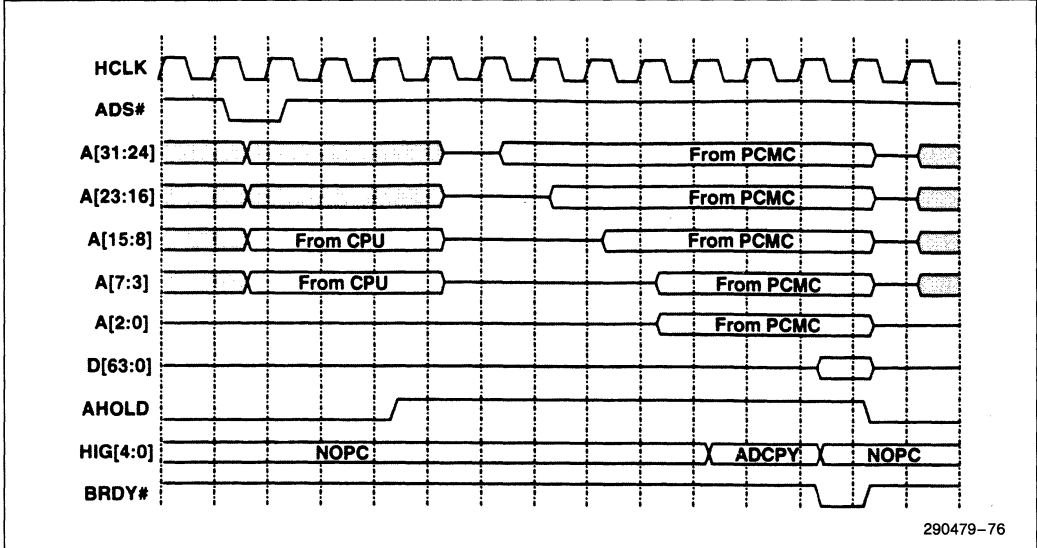 HCLK
ADS#
A[31:24] From PCMC
A[23:16] From PCMC
A[15:8] From CPU From PCMC
A[7:3] From CPU From PCMC
A[2:0] From PCMC
D[63:0]
AHOLD
HIG[4:0] NOPC ADCPY NOPC
BRDY#
290479-76